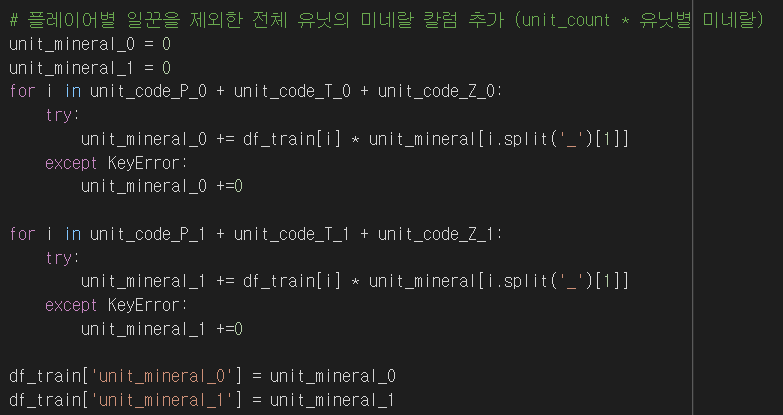 # 플레이어별 일꾼을 제외한 전체 유닛의 미네랄 칼럼 추가 (unit_count * 유닛별 미네랄)
unit_mineral_0 = 0
unit_mineral_1 = 0
for i in unit_code_P_0 + unit_code_T_0 + unit_code_Z_0:
    try:
        unit_mineral_0 += df_train[i] * unit_mineral[i.split('_')[1]]
    except KeyError:
        unit_mineral_0 +=0

for i in unit_code_P_1 + unit_code_T_1 + unit_code_Z_1:
    try:
        unit_mineral_1 += df_train[i] * unit_mineral[i.split('_')[1]]
    except KeyError:
        unit_mineral_1 +=0

df_train['unit_mineral_0'] = unit_mineral_0
df_train['unit_mineral_1'] = unit_mineral_1